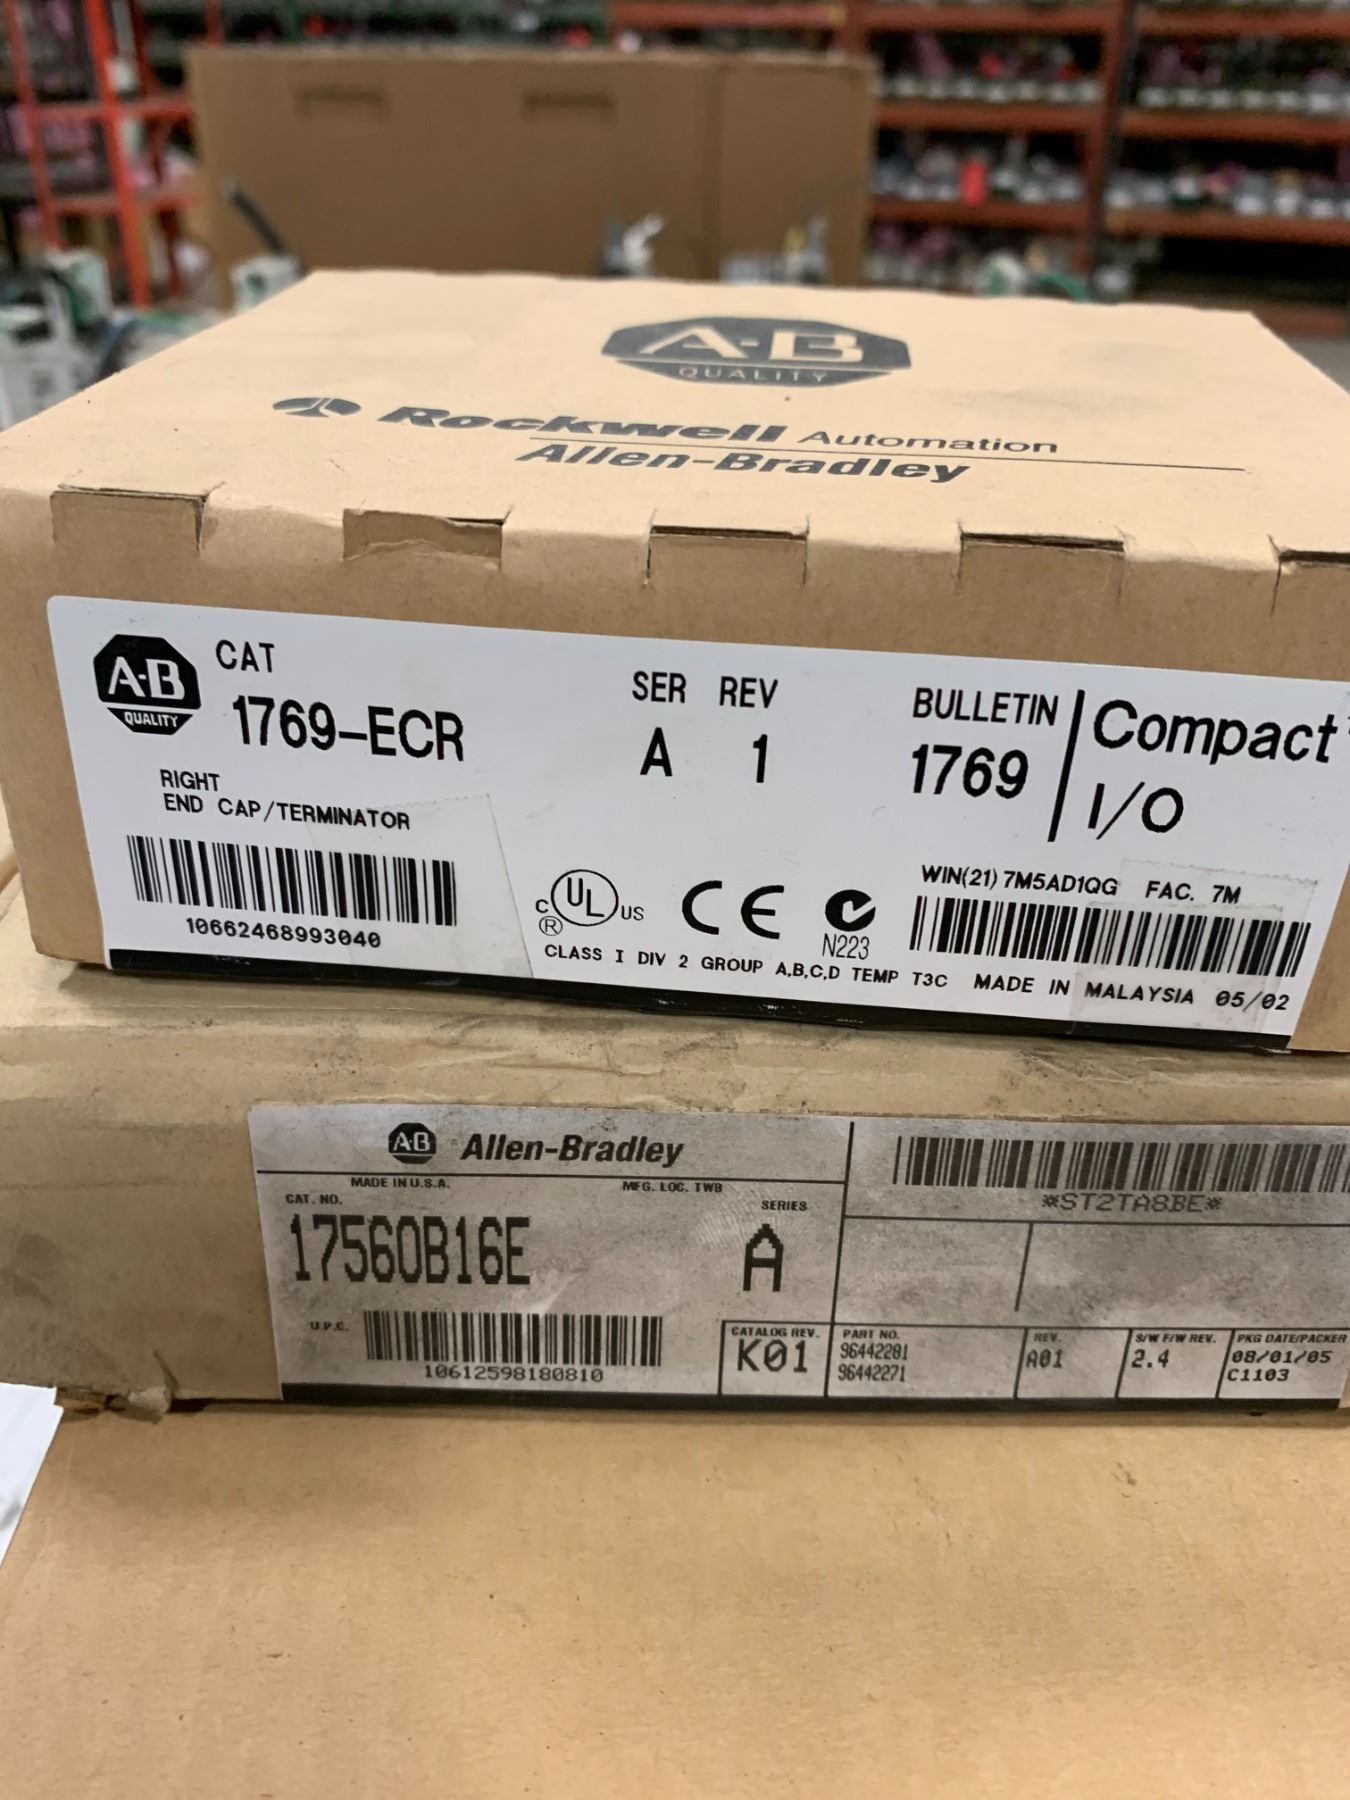 A-B
QUALITY
Rockwell Automation
Allen-Bradley
A-B
QUALITY
CAT
1769-ECR
RIGHT
END CAP/TERMINATOR
10662468993040
SER REV
A 1
BULLETIN
1769
Compact
I/O
C UL US
R
CE
N223
WIN(21) 7M5AD1QG FAC. 7M
CLASS I DIV 2 GROUP A,B,C,D TEMP T3C MADE IN MALAYSIA 05/02
A-B Allen-Bradley
MADE IN U.S.A. MFG. LOC. TWB
CAT. NO. SERIES
1756OB16E A
U.P.C.
10612598180810
CATALOG REV.
K01
*ST2TA8BE*
PART NO.
96442281
96442271
REV.
A01
S/W F/W REV.
2.4
PKG DATE/PACKER
08/01/05
C1103